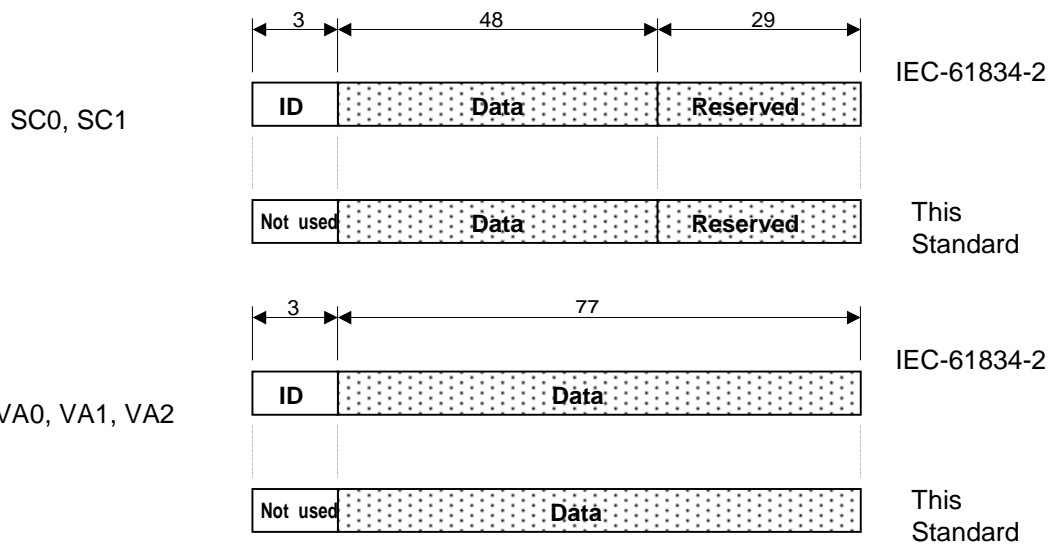 3 48 29
IEC-61834-2
ID Data Reserved
SC0, SC1
Not used Data Reserved
This
Standard
3 77
IEC-61834-2
ID Data
VA0, VA1, VA2
Not used Data
This
Standard